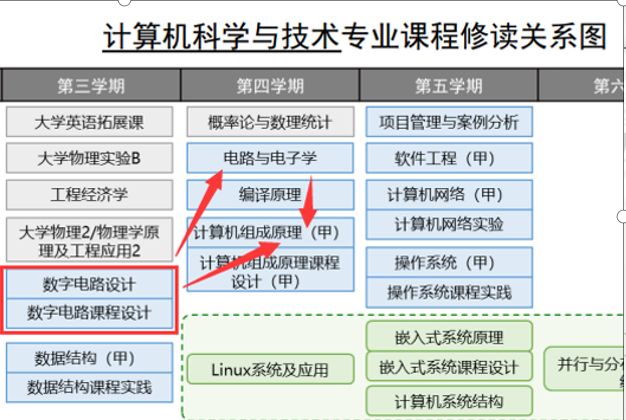 计算机科学与技术专业课程修读关系图
第三学期
第四学期
第五学期
第六
大学英语拓展课
概率论与数理统计
项目管理与案例分析
大学物理实验B
电路与电子学
软件工程（甲）
工程经济学
编译原理
计算机网络（甲）
计算机网络实验
大学物理2/物理学原
理及工程应用2
计算机组成原理（甲）
计算机组成原理课程
设计（甲）
操作系统（甲）
操作系统课程实践
数字电路设计
数字电路课程设计
数据结构（甲）
数据结构课程实践
Linux系统及应用
嵌入式系统原理
嵌入式系统课程设计
计算机系统结构
并行与分